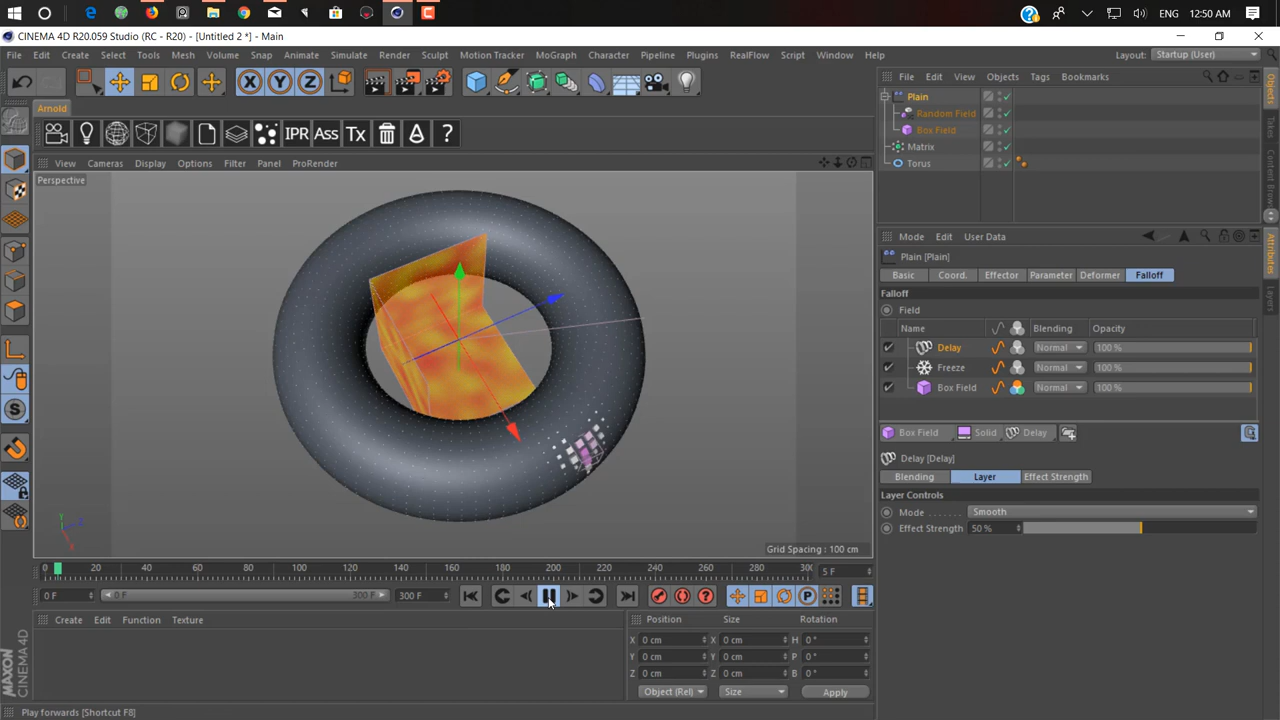 ENG 12:50 AM
CINEMA 4D R20.059 Studio (RC - R20) - [Untitled 2 *] - Main
File Edit Create Select Tools Mesh Volume Snap Animate Simulate Render Sculpt Motion Tracker MoGraph Character Pipeline Plugins RealFlow Script Window Help Layout: Startup (User)
X Y Z
File Edit View Objects Tags Bookmarks
Arnold
IPR Ass Tx ?
View Cameras Display Options Filter Panel ProRender
Perspective
Plain
Random Field
Box Field
Matrix
Torus
Objects
Takes
Attributes
Layers
Mode Edit User Data
Plain [Plain]
Basic Coord. Effector Parameter Deformer Falloff
Falloff
Field
Name Blending Opacity
Delay Normal 100 %
Freeze Normal 100 %
Box Field Normal 100 %
Box Field Solid Delay
Delay [Delay]
Blending Layer Effect Strength
Layer Controls
Mode Smooth
Effect Strength 50 %
Grid Spacing : 100 cm
0 20 40 60 80 100 120 140 160 180 200 220 240 260 280 300 5 F
0 F 0 F 300 F 300 F
Create Edit Function Texture
Position Size Rotation
X 0 cm X 0 cm H 0 °
Y 0 cm Y 0 cm P 0 °
Z 0 cm Z 0 cm B 0 °
Object (Rel) Size Apply
MAXON CINEMA 4D
Play forwards [Shortcut F8]